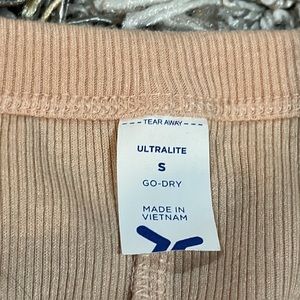 TEAR AWAY
ULTRALITE
S
GO-DRY
MADE IN
VIETNAM